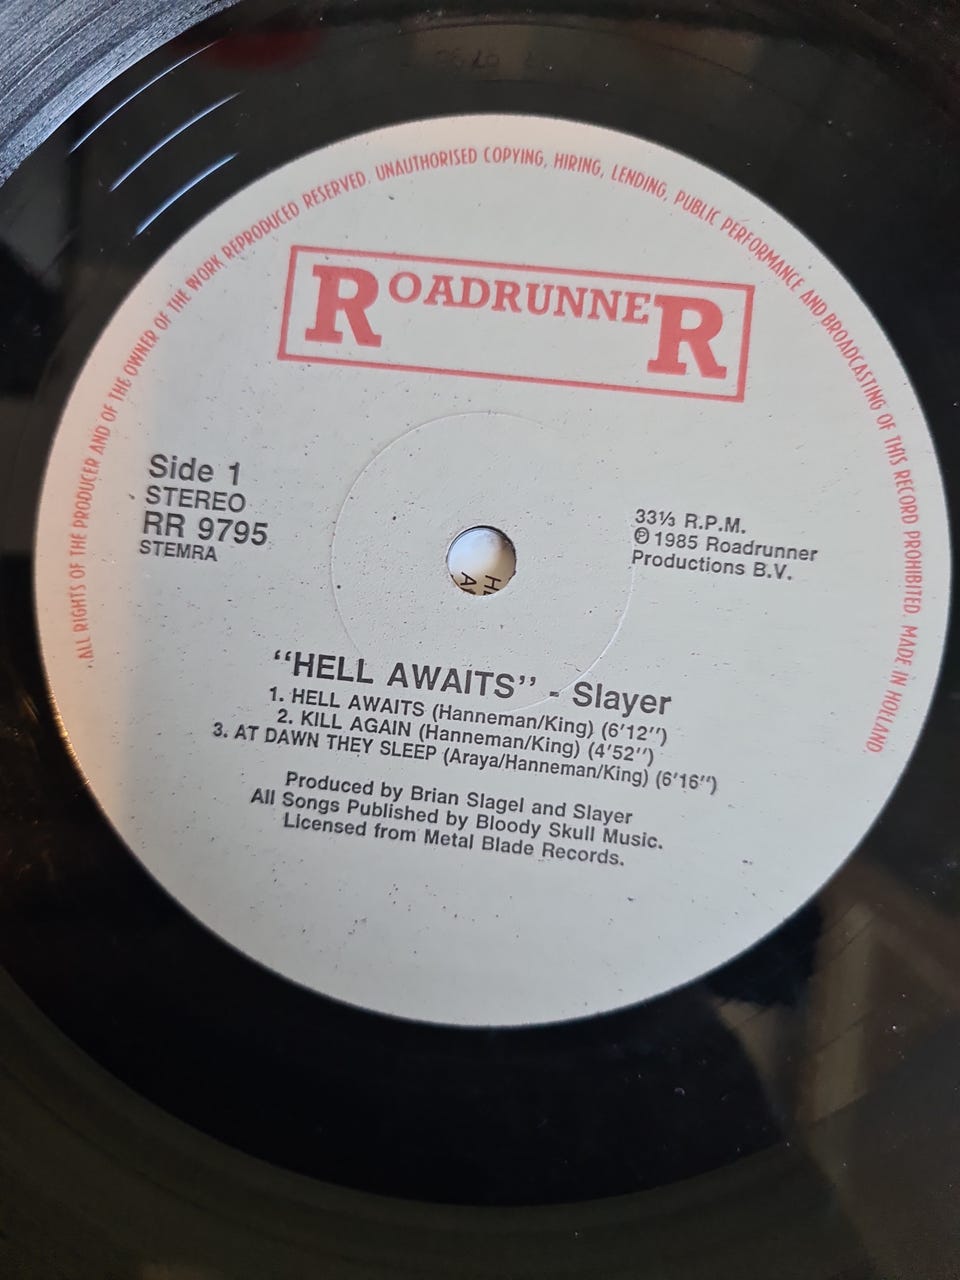 ALL RIGHTS OF THE PRODUCER AND OF THE OWNER OF THE WORK REPRODUCED RESERVED. UNAUTHORISED COPYING, HIRING, LENDING, PUBLIC PERFORMANCE AND BROADCASTING OF THIS RECORD PROHIBITED. MADE IN HOLLAND.
ROADRUNNER
Side 1
STEREO
RR 9795
STEMRA
33⅓ R.P.M.
℗ 1985 Roadrunner
Productions B.V.
“HELL AWAITS” - Slayer
1. HELL AWAITS (Hanneman/King) (6'12")
2. KILL AGAIN (Hanneman/King) (4'52")
3. AT DAWN THEY SLEEP (Araya/Hanneman/King) (6'16")
Produced by Brian Slagel and Slayer
All Songs Published by Bloody Skull Music.
Licensed from Metal Blade Records.